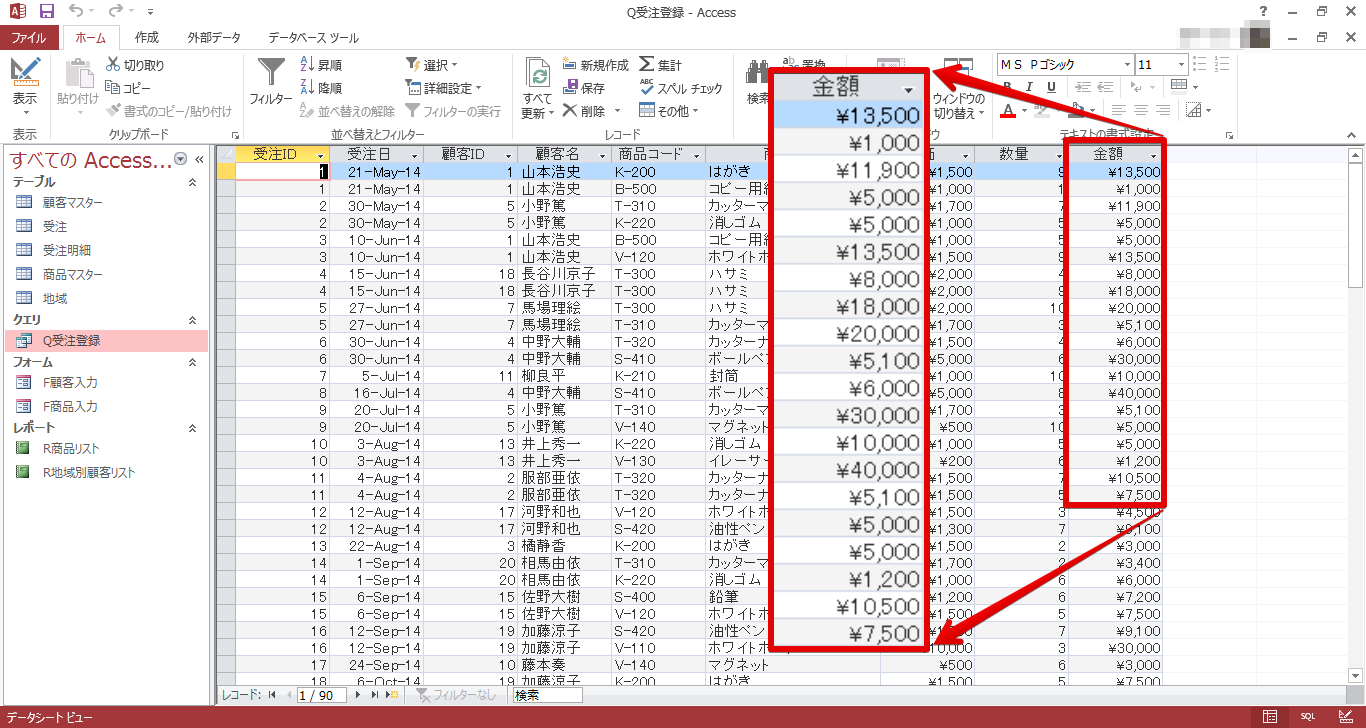 Q受注登録 - Access
ファイル ホーム 作成 外部データ データベース ツール
表示
貼り付け
切り取り
コピー
書式のコピー/貼り付け
フィルター
昇順
降順
並べ替えの解除
選択
詳細設定
フィルターの実行
すべて
更新
新規作成
保存
削除
集計
スペル チェック
その他
検索
置換
ウィンドウの
切り替え
MS Pゴシック 11
B I U
A
表示 クリップボード 並べ替えとフィルター レコード テキストの書式設定
すべての Access...
テーブル
顧客マスター
受注
受注明細
商品マスター
地域
クエリ
Q受注登録
フォーム
F顧客入力
F商品入力
レポート
R商品リスト
R地域別顧客リスト
受注ID 受注日 顧客ID 顧客名 商品コード 数量 金額
1 21-May-14 1 山本浩史 K-200 はがき ¥1,500 9 ¥13,500
1 21-May-14 1 山本浩史 B-500 コピー用 ¥1,000 1 ¥1,000
2 30-May-14 5 小野篤 T-310 カッターマ ¥1,700 7 ¥11,900
2 30-May-14 5 小野篤 K-220 消しゴム ¥1,000 5 ¥5,000
3 10-Jun-14 1 山本浩史 B-500 コピー用 ¥1,000 5 ¥5,000
3 10-Jun-14 1 山本浩史 V-120 ホワイト ¥1,500 9 ¥13,500
4 15-Jun-14 18 長谷川京子 T-300 ハサミ ¥2,000 4 ¥8,000
4 15-Jun-14 18 長谷川京子 T-300 ハサミ ¥2,000 9 ¥18,000
5 27-Jun-14 7 馬場理絵 T-300 ハサミ ¥2,000 10 ¥20,000
5 27-Jun-14 7 馬場理絵 T-310 カッターマ ¥1,700 3 ¥5,100
6 30-Jun-14 4 中野大輔 T-320 カッターナ ¥1,500 4 ¥6,000
6 30-Jun-14 4 中野大輔 S-410 ボールペ ¥5,000 6 ¥30,000
7 5-Jul-14 11 柳良平 K-210 封筒 ¥1,000 10 ¥10,000
8 16-Jul-14 4 中野大輔 S-410 ボールペ ¥5,000 8 ¥40,000
9 20-Jul-14 5 小野篤 T-310 カッターマ ¥1,700 3 ¥5,100
9 20-Jul-14 5 小野篤 V-140 マグネット ¥500 10 ¥5,000
10 3-Aug-14 13 井上秀一 K-220 消しゴム ¥1,000 5 ¥5,000
10 3-Aug-14 13 井上秀一 V-130 イレーサー ¥200 6 ¥1,200
11 4-Aug-14 2 服部亜依 T-320 カッターナ ¥1,500 7 ¥10,500
11 4-Aug-14 2 服部亜依 T-320 カッターナ ¥1,500 5 ¥7,500
12 12-Aug-14 17 河野和也 V-120 ホワイト ¥1,500 3 ¥4,500
12 12-Aug-14 17 河野和也 S-420 油性ペン ¥1,300 7 ¥9,100
13 22-Aug-14 3 橘静香 K-200 はがき ¥1,500 2 ¥3,000
14 1-Sep-14 20 相馬由依 T-310 カッターマ ¥1,700 2 ¥3,400
14 1-Sep-14 20 相馬由依 K-220 消しゴム ¥1,000 6 ¥6,000
15 6-Sep-14 15 佐野大樹 S-400 鉛筆 ¥1,200 6 ¥7,200
15 6-Sep-14 15 佐野大樹 V-120 ホワイト ¥1,500 5 ¥7,500
16 12-Sep-14 19 加藤涼子 S-420 油性ペン 7 ¥9,100
16 12-Sep-14 19 加藤涼子 V-110 ホワイト 3 ¥30,000
17 24-Sep-14 10 藤本奏 V-140 マグネット ¥500 6 ¥3,000
18 6-Oct-14 19 加藤涼子 K-200 はがき ¥1,500 5 ¥7,500
金額
¥13,500
¥1,000
¥11,900
¥5,000
¥5,000
¥13,500
¥8,000
¥18,000
¥20,000
¥5,100
¥6,000
¥30,000
¥10,000
¥40,000
¥5,100
¥5,000
¥5,000
¥1,200
¥10,500
¥7,500
レコード: 1 / 90 フィルターなし 検索
データシート ビュー SQL